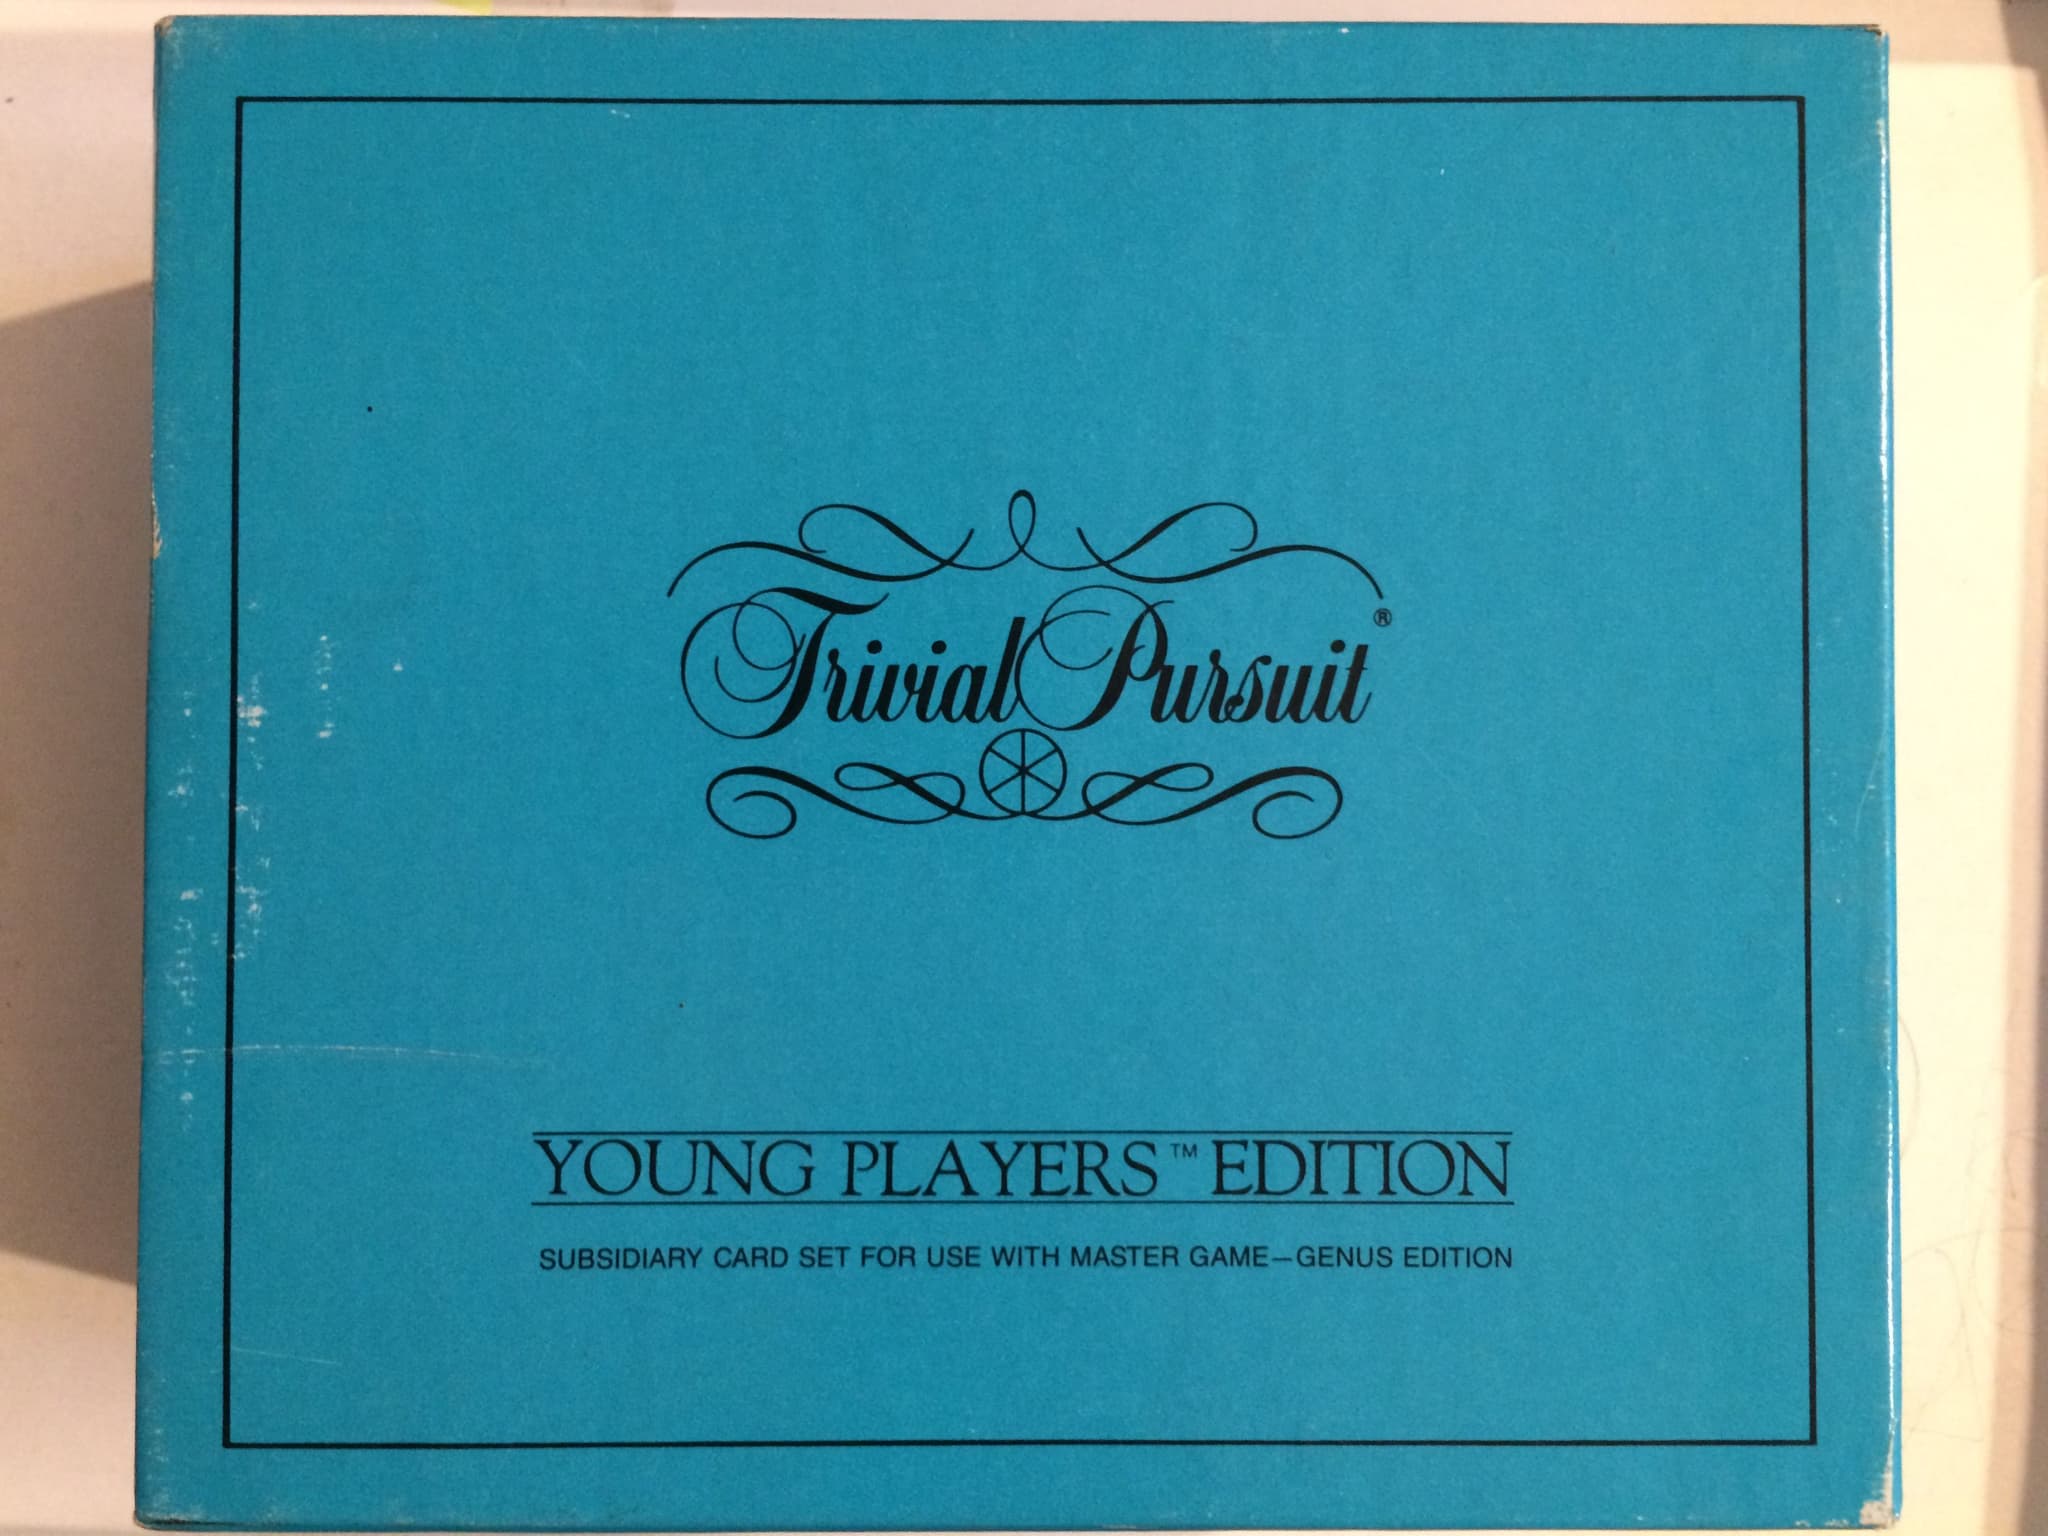 Trivial Pursuit®
YOUNG PLAYERS™ EDITION
SUBSIDIARY CARD SET FOR USE WITH MASTER GAME—GENUS EDITION